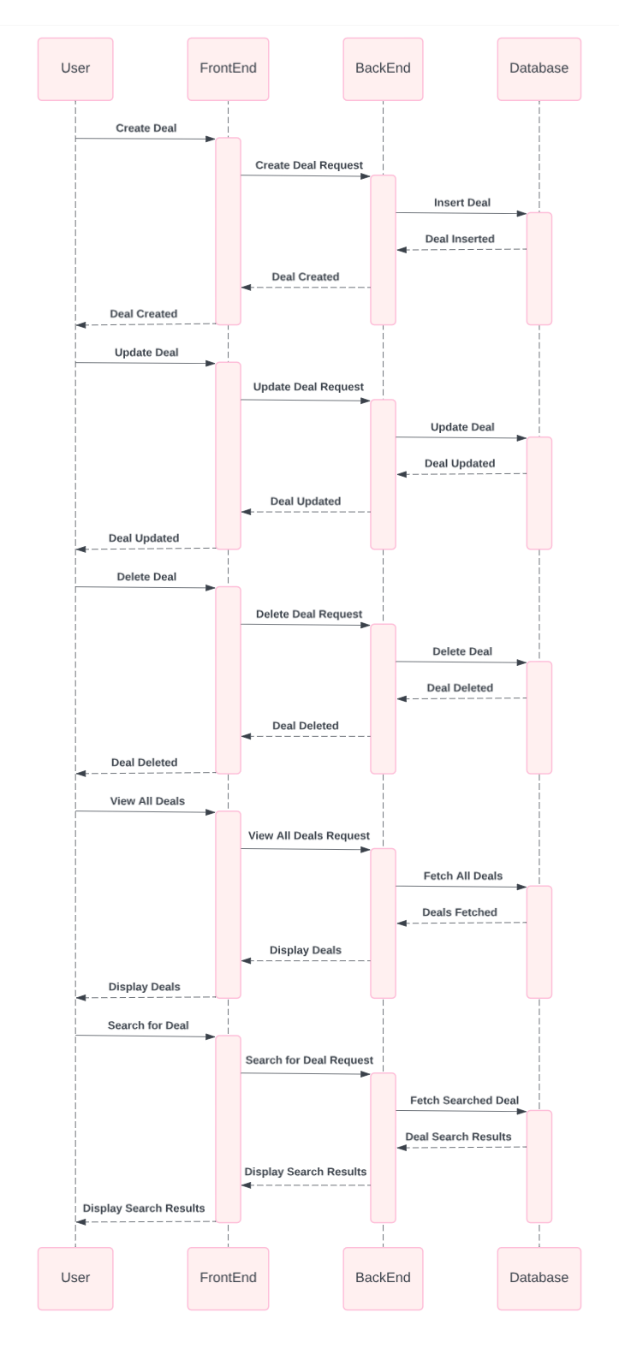 User
FrontEnd
BackEnd
Database
Create Deal
Create Deal Request
Insert Deal
Deal Inserted
Deal Created
Deal Created
Update Deal
Update Deal Request
Update Deal
Deal Updated
Deal Updated
Deal Updated
Delete Deal
Delete Deal Request
Delete Deal
Deal Deleted
Deal Deleted
Deal Deleted
View All Deals
View All Deals Request
Fetch All Deals
Deals Fetched
Display Deals
Display Deals
Search for Deal
Search for Deal Request
Fetch Searched Deal
Deal Search Results
Display Search Results
Display Search Results
User
FrontEnd
BackEnd
Database